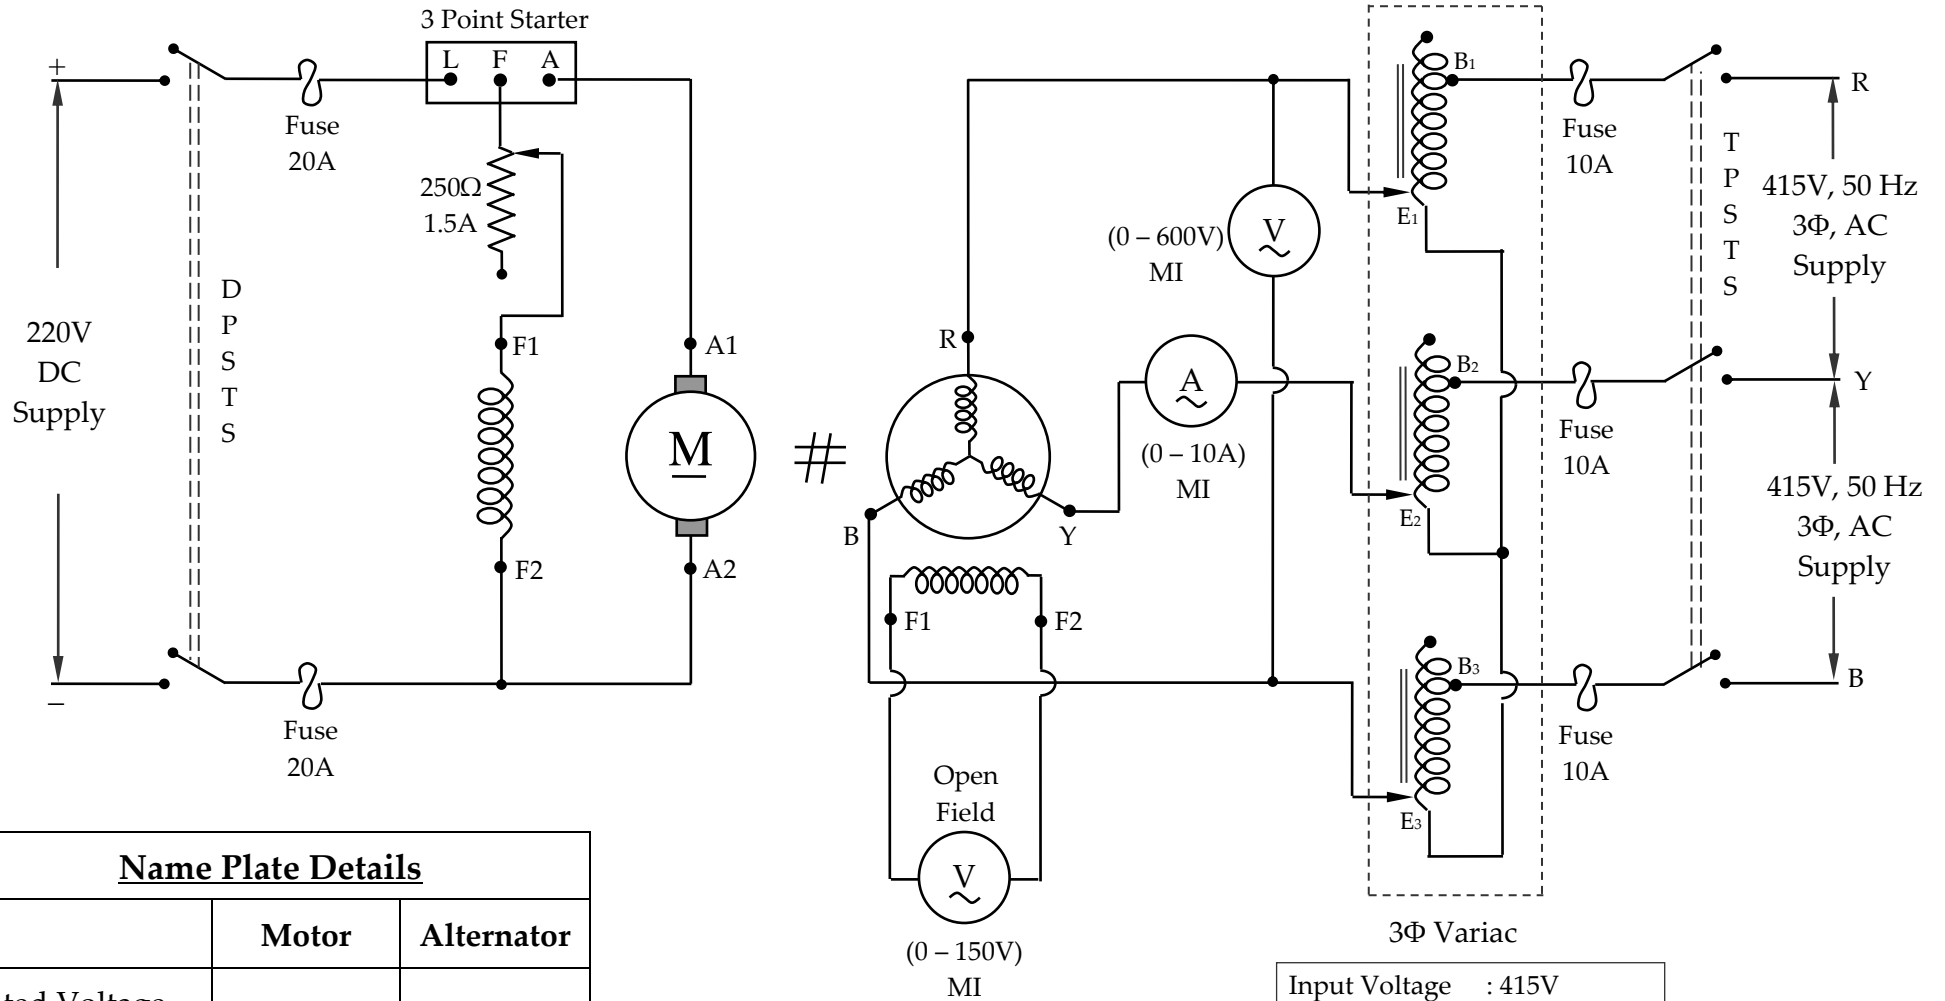 3 Point Starter
L F A
+
Fuse
20A
250Ω
1.5A
D
P
S
T
S
220V
DC
Supply
F1
F2
A1
A2
M
–
Fuse
20A
R
Y
B
V
(0 – 600V)
MI
A
(0 – 10A)
MI
F1
F2
Open
Field
V
(0 – 150V)
MI
B1
E1
B2
E2
B3
E3
3Φ Variac
Fuse
10A
Fuse
10A
Fuse
10A
T
P
S
T
S
R
415V, 50 Hz
3Φ, AC
Supply
Y
415V, 50 Hz
3Φ, AC
Supply
B
Name Plate Details
Motor Alternator
Input Voltage : 415V